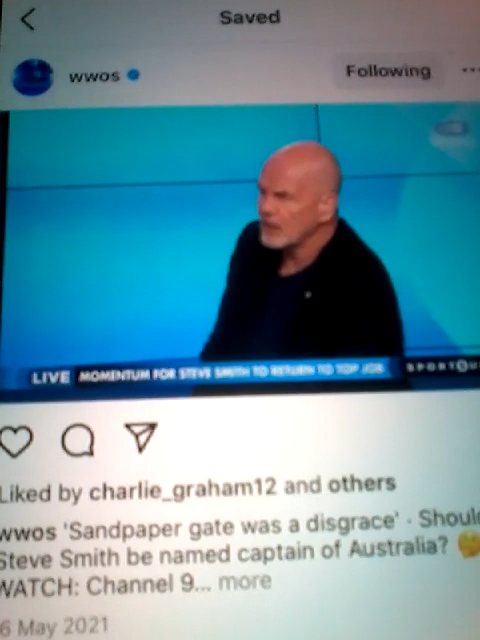 Saved
wwos
Following
LIVE MOMENTUM FOR STEVE SMITH TO RETURN TO TOP JOB
Liked by charlie_graham12 and others
wwos 'Sandpaper gate was a disgrace' · Shoul
Steve Smith be named captain of Australia? 🤔
WATCH: Channel 9... more
6 May 2021